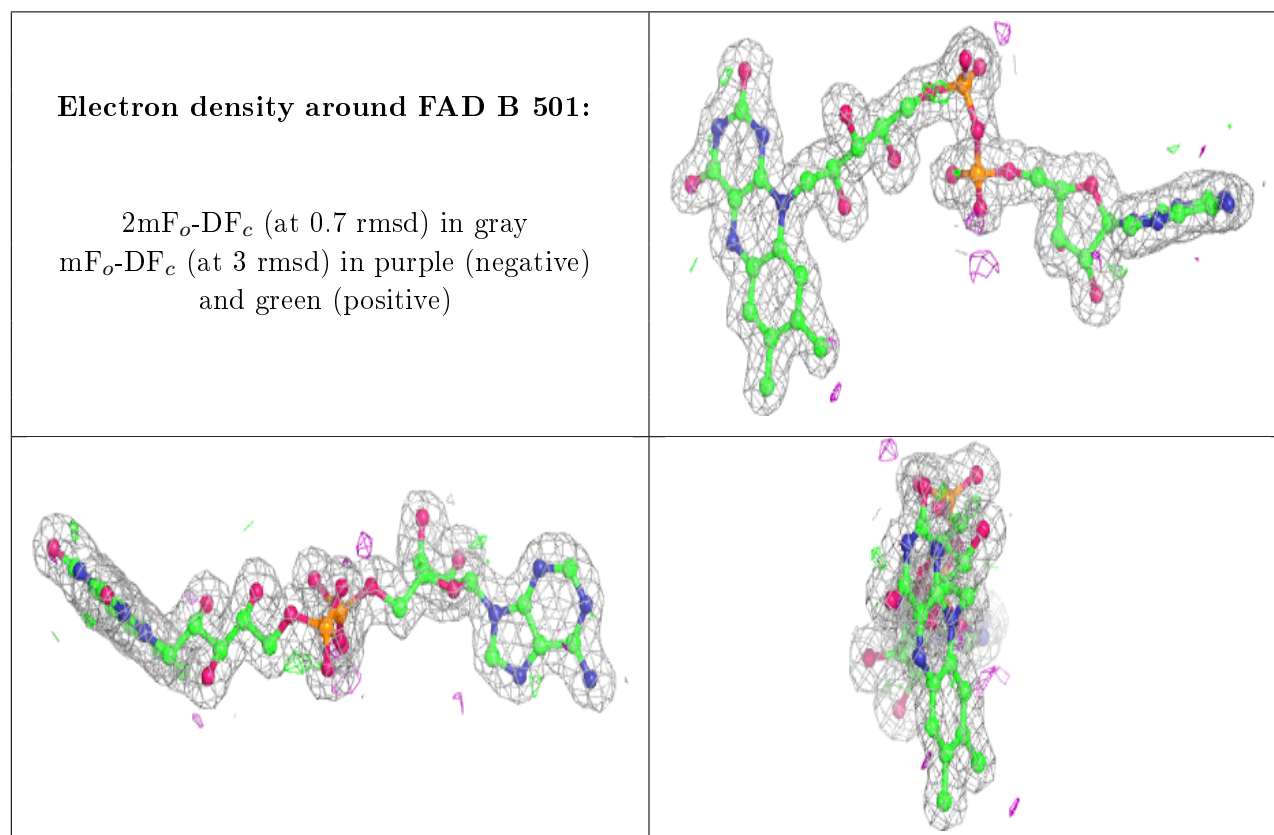 Electron density around FAD B 501:
2mFo-DFc (at 0.7 rmsd) in gray
mFo-DFc (at 3 rmsd) in purple (negative)
and green (positive)